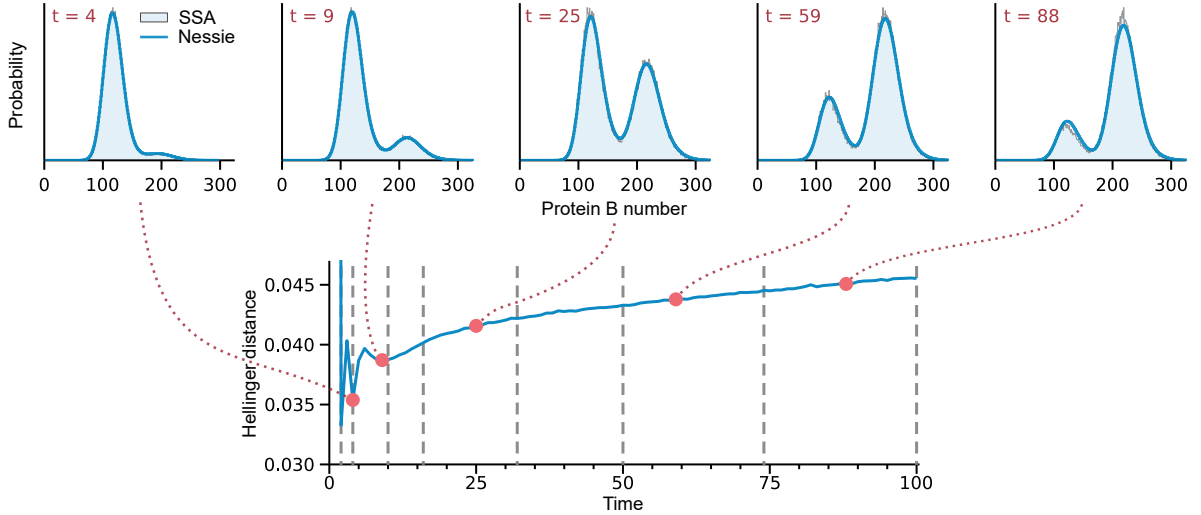 t = 4
SSA
Nessie
t = 9
t = 25
t = 59
t = 88
Probability
0 100 200 300
0 100 200 300
0 100 200 300
0 100 200 300
0 100 200 300
Protein B number
Hellinger distance
0.045
0.040
0.035
0.030
0 25 50 75 100
Time